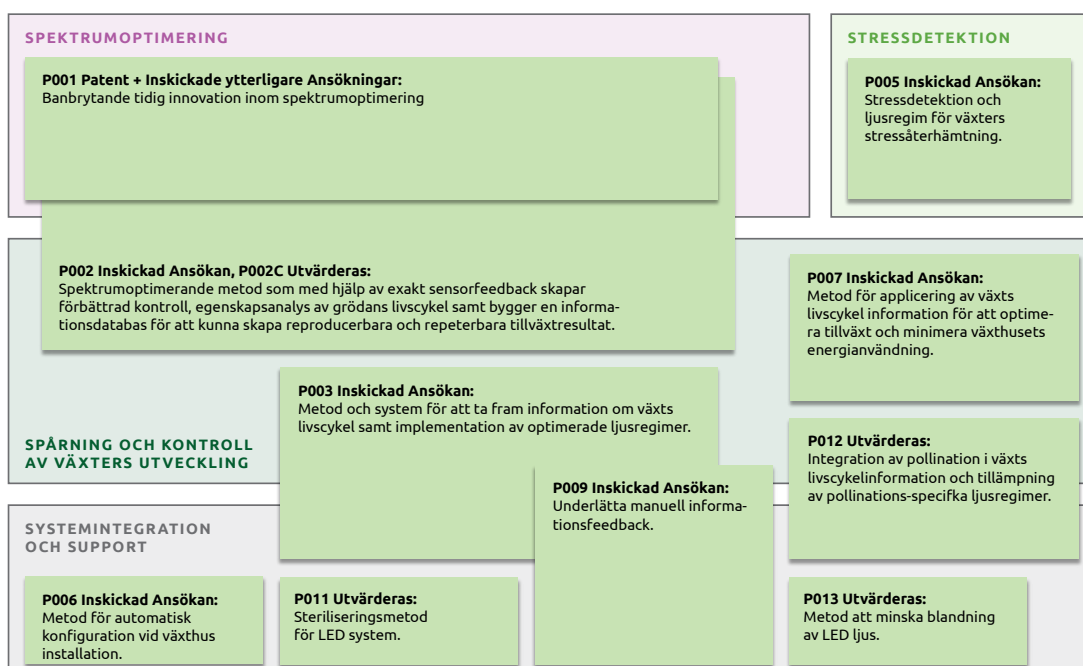 SPEKTRUMOPTIMERING
P001 Patent + Inskickade ytterligare Ansökningar:
Banbrytande tidig innovation inom spektrumoptimering
STRESSDETEKTION
P005 Inskickad Ansökan:
Stressdetektion och
ljusregim för växters
stressåterhämtning.
P002 Inskickad Ansökan, P002C Utvärderas:
Spektrumoptimerande metod som med hjälp av exakt sensorfeedback skapar
förbättrad kontroll, egenskapsanalys av grödans livscykel samt bygger en informa-
tionsdatabas för att kunna skapa reproducerbara och repeterbara tillväxtresultat.
P007 Inskickad Ansökan:
Metod för applicering av växts
livscykel information för att optime-
ra tillväxt och minimera växthusets
energianvändning.
P003 Inskickad Ansökan:
Metod och system för att ta fram information om växts
livscykel samt implementation av optimerade ljusregimer.
SPÅRNING OCH KONTROLL
AV VÄXTERS UTVECKLING
P012 Utvärderas:
Integration av pollination i växts
livscykelinformation och tillämpning
av pollinations-specifka ljusregimer.
P009 Inskickad Ansökan:
Underlätta manuell informa-
tionsfeedback.
SYSTEMINTEGRATION
OCH SUPPORT
P006 Inskickad Ansökan:
Metod för automatisk
konfiguration vid växthus
installation.
P011 Utvärderas:
Steriliseringsmetod
för LED system.
P013 Utvärderas:
Metod att minska blandning
av LED ljus.